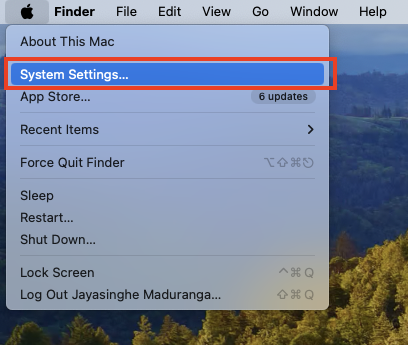 Finder File Edit View Go Window Help
About This Mac
System Settings...
App Store... 6 updates
Recent Items
Force Quit Finder ⌥⇧⌘⎋
Sleep
Restart...
Shut Down...
Lock Screen ^⌘Q
Log Out Jayasinghe Maduranga... ⇧⌘Q